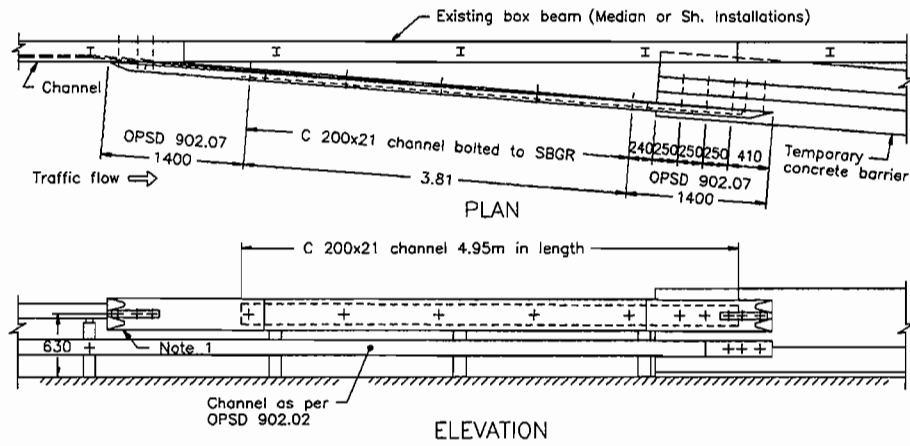 Existing box beam (Median or Sh. Installations)
Channel
OPSD 902.07
1400
C 200x21 channel bolted to SBGR
3.81
240 250 250 250 410
OPSD 902.07
1400
Temporary
concrete barrier
Traffic flow
PLAN
C 200x21 channel 4.95m in length
630
Note 1
Channel as per
OPSD 902.02
ELEVATION